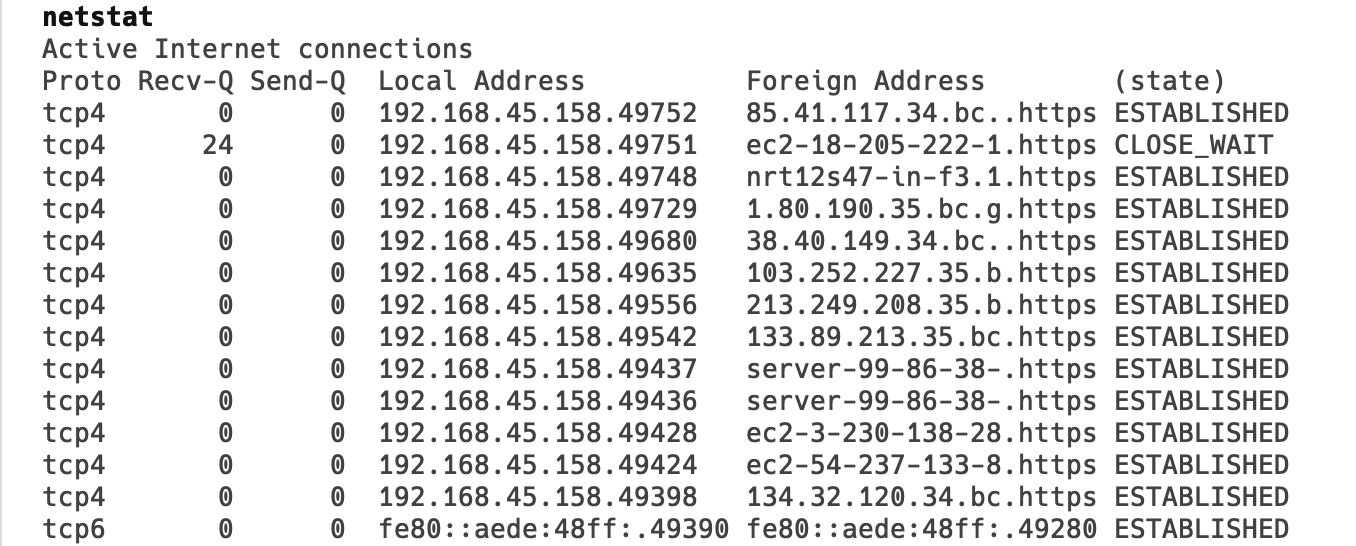 netstat
Active Internet connections
Proto Recv-Q Send-Q  Local Address          Foreign Address        (state)
tcp4       0      0  192.168.45.158.49752   85.41.117.34.bc..https ESTABLISHED
tcp4      24      0  192.168.45.158.49751   ec2-18-205-222-1.https CLOSE_WAIT
tcp4       0      0  192.168.45.158.49748   nrt12s47-in-f3.1.https ESTABLISHED
tcp4       0      0  192.168.45.158.49729   1.80.190.35.bc.g.https ESTABLISHED
tcp4       0      0  192.168.45.158.49680   38.40.149.34.bc..https ESTABLISHED
tcp4       0      0  192.168.45.158.49635   103.252.227.35.b.https ESTABLISHED
tcp4       0      0  192.168.45.158.49556   213.249.208.35.b.https ESTABLISHED
tcp4       0      0  192.168.45.158.49542   133.89.213.35.bc.https ESTABLISHED
tcp4       0      0  192.168.45.158.49437   server-99-86-38-.https ESTABLISHED
tcp4       0      0  192.168.45.158.49436   server-99-86-38-.https ESTABLISHED
tcp4       0      0  192.168.45.158.49428   ec2-3-230-138-28.https ESTABLISHED
tcp4       0      0  192.168.45.158.49424   ec2-54-237-133-8.https ESTABLISHED
tcp4       0      0  192.168.45.158.49398   134.32.120.34.bc.https ESTABLISHED
tcp6       0      0  fe80::aede:48ff:.49390 fe80::aede:48ff:.49280 ESTABLISHED